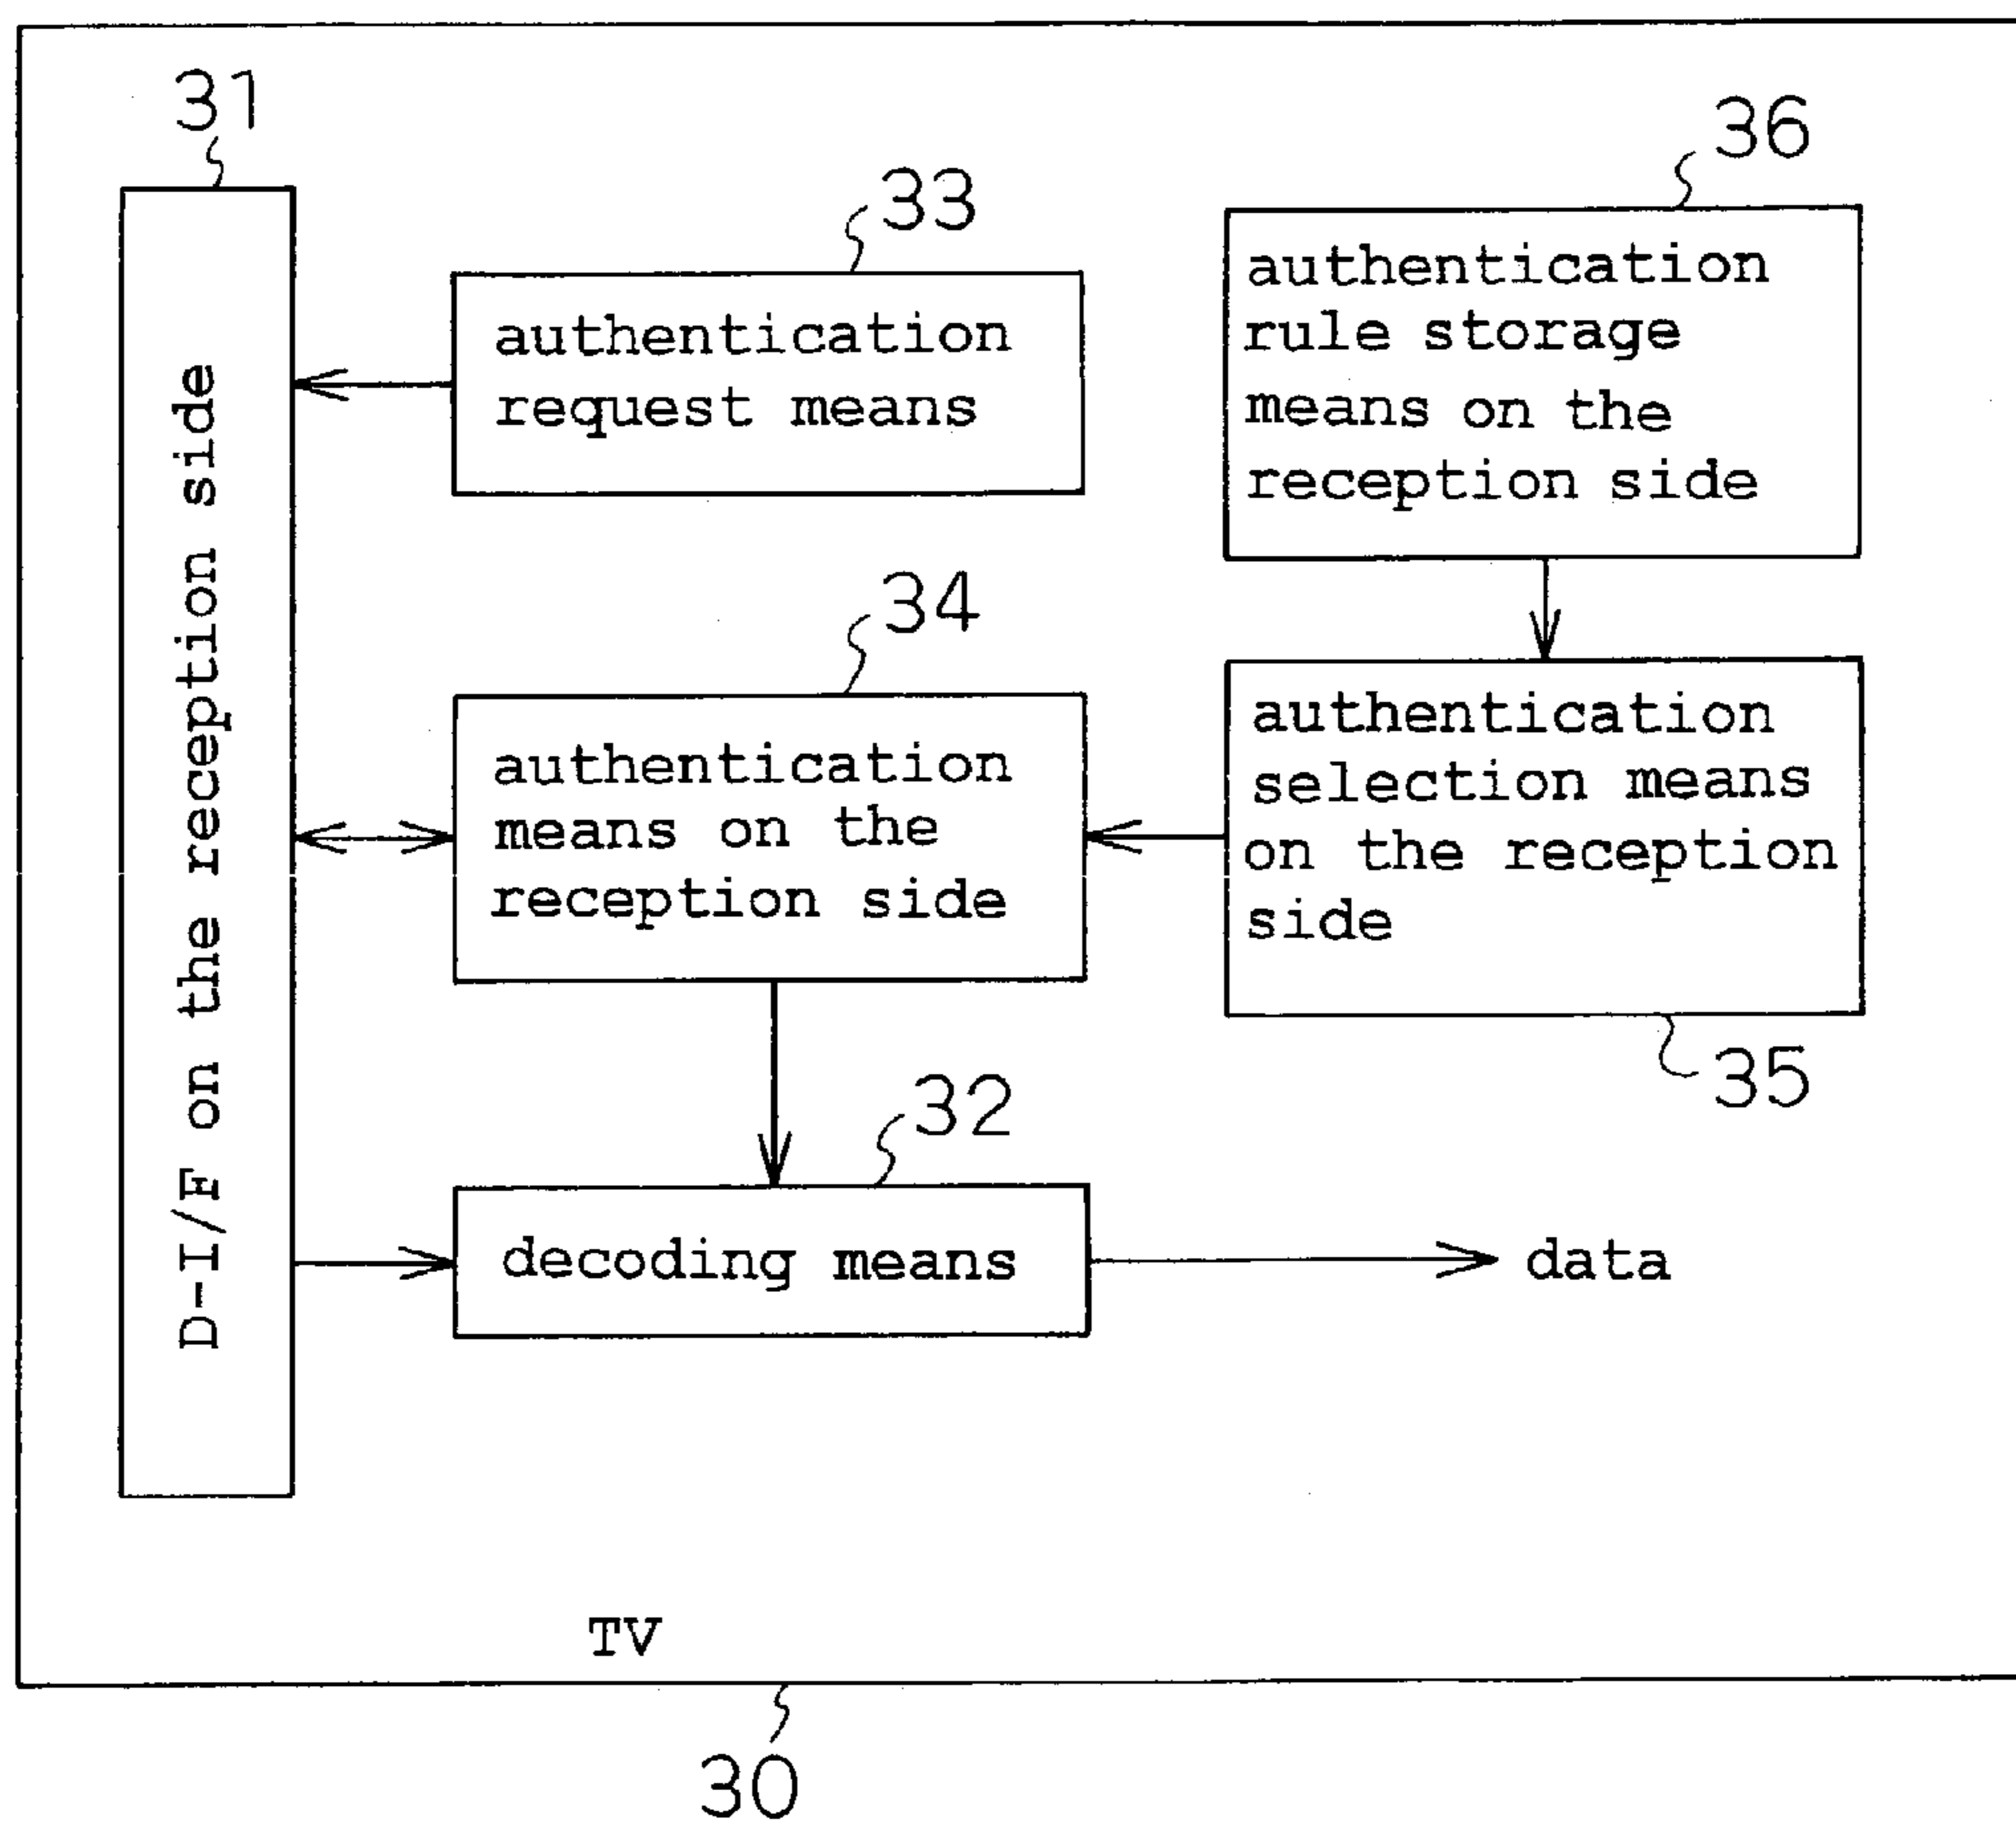 31
D-I/F on the reception side
33
authentication
request means
36
authentication
rule storage
means on the
reception side
34
authentication
means on the
reception side
authentication
selection means
on the reception
side
35
32
decoding means
data
TV
30